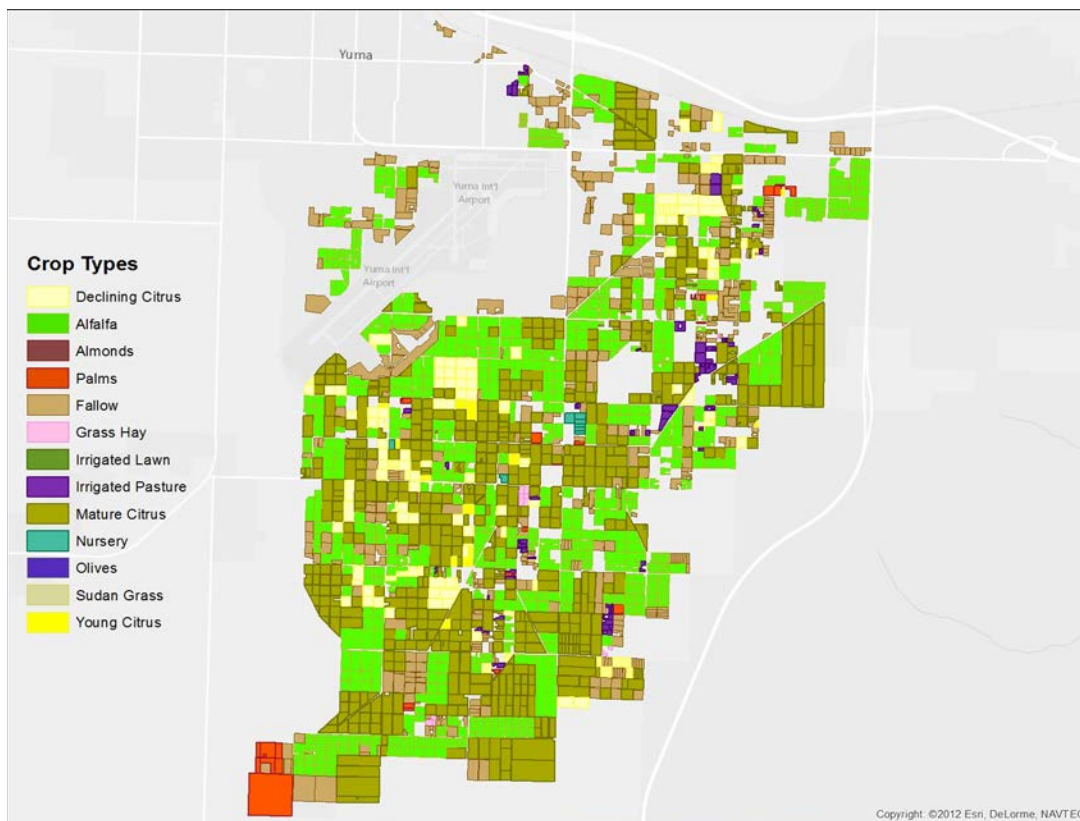 Yuma
Yuma Int'l
Airport
Yuma Int'l
Airport
Crop Types
Declining Citrus
Alfalfa
Almonds
Palms
Fallow
Grass Hay
Irrigated Lawn
Irrigated Pasture
Mature Citrus
Nursery
Olives
Sudan Grass
Young Citrus
Copyright: ©2012 Esri, DeLorme, NAVTEQ